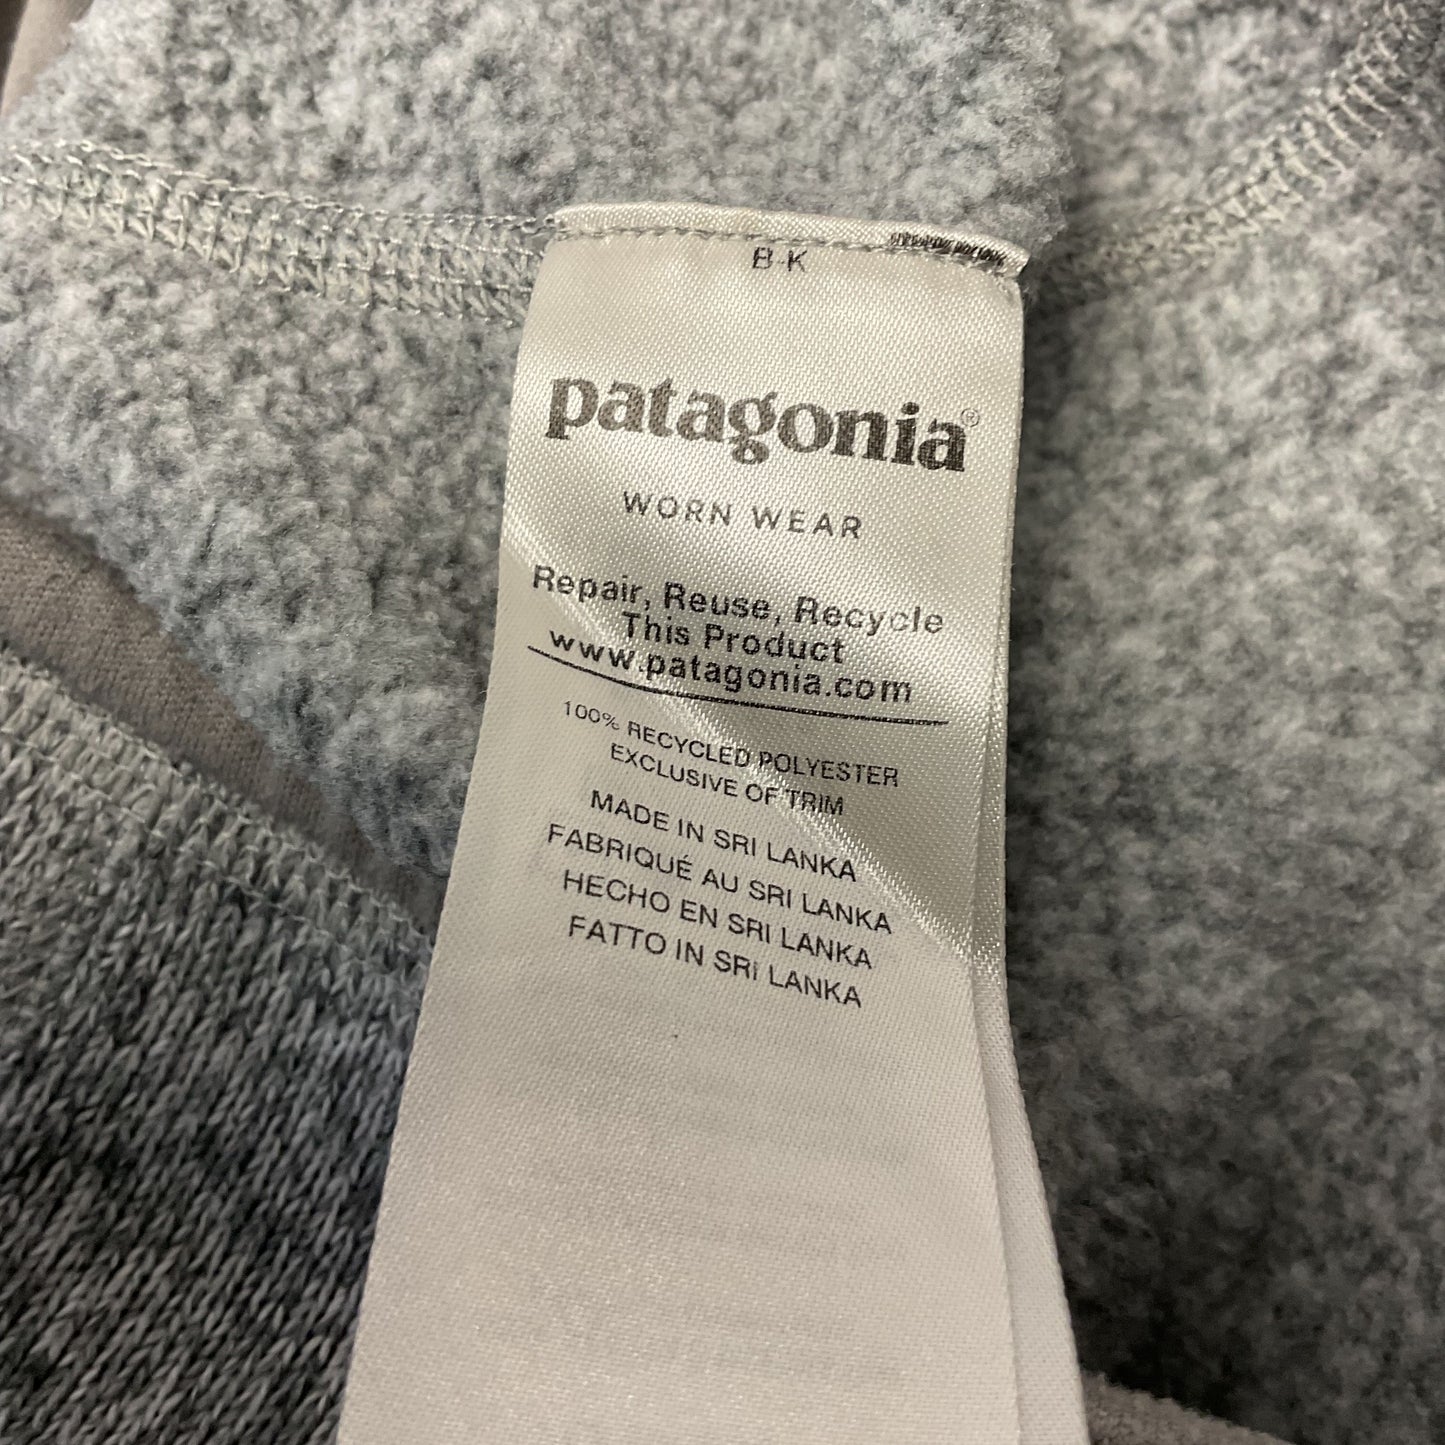 B-K
patagonia®
WORN WEAR
Repair, Reuse, Recycle
This Product
www.patagonia.com
100% RECYCLED POLYESTER
EXCLUSIVE OF TRIM
MADE IN SRI LANKA
FABRIQUÉ AU SRI LANKA
HECHO EN SRI LANKA
FATTO IN SRI LANKA